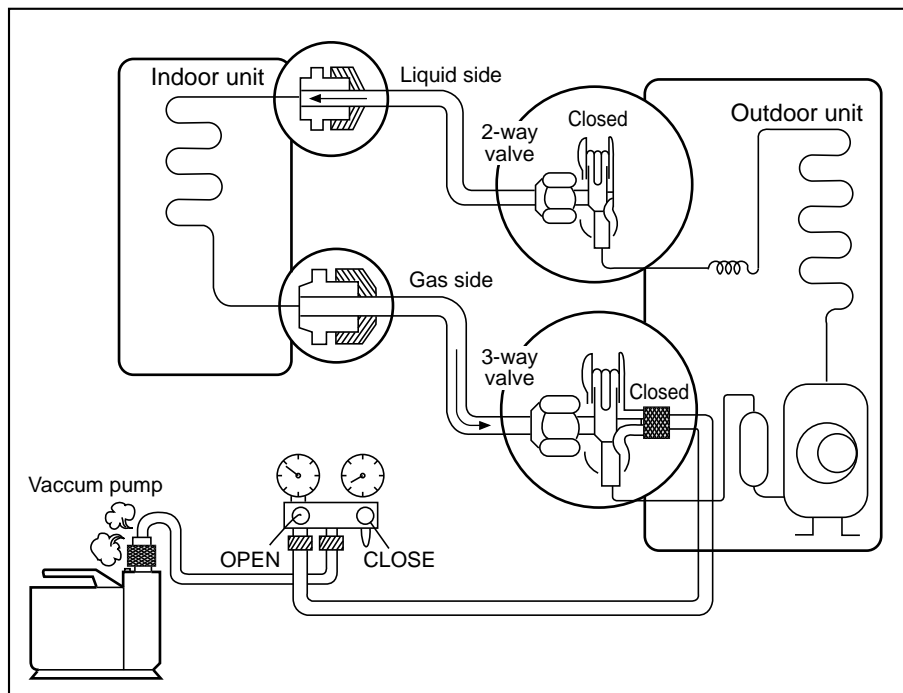 Indoor unit
Liquid side
Closed
2-way
valve
Outdoor unit
Gas side
3-way
valve
Closed
Vaccum pump
OPEN
CLOSE